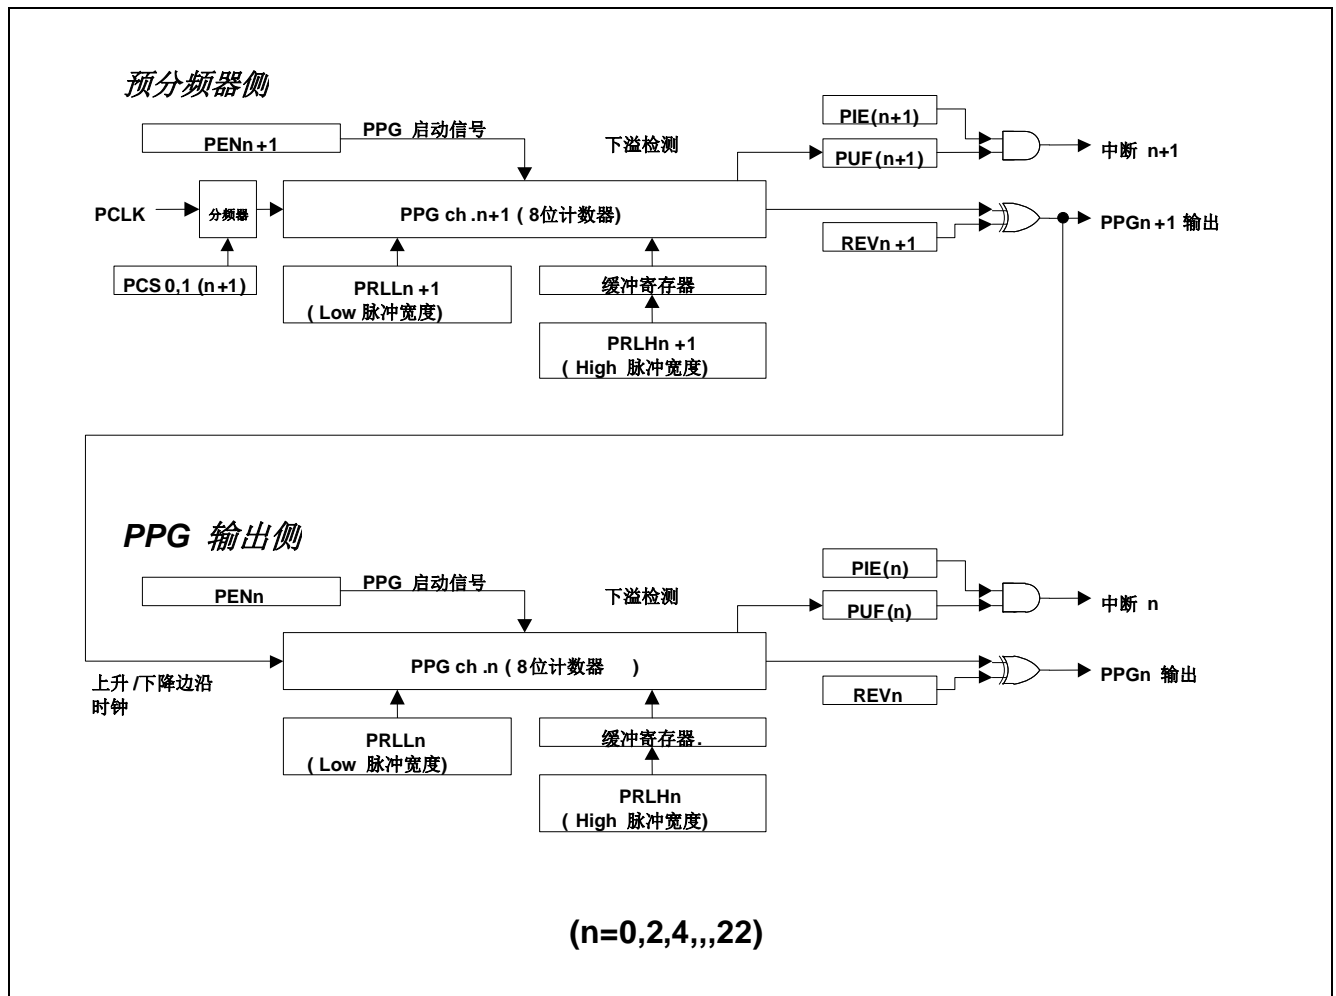 预分频器侧
PENn+1
PPG 启动信号
下溢检测
PIE(n+1)
PUF(n+1)
中断 n+1
PCLK
分频器
PPG ch.n+1 ( 8位计数器)
REVn+1
PPGn+1 输出
PCS0,1 (n+1)
PRLLn+1
( Low 脉冲宽度)
缓冲寄存器
PRLHn+1
( High 脉冲宽度)
PPG 输出侧
PENn
PPG 启动信号
下溢检测
PIE(n)
PUF(n)
中断 n
上升/下降边沿
时钟
PPG ch.n ( 8位计数器 )
REVn
PPGn 输出
PRLLn
( Low 脉冲宽度)
缓冲寄存器.
PRLHn
( High 脉冲宽度)
(n=0,2,4,,,22)